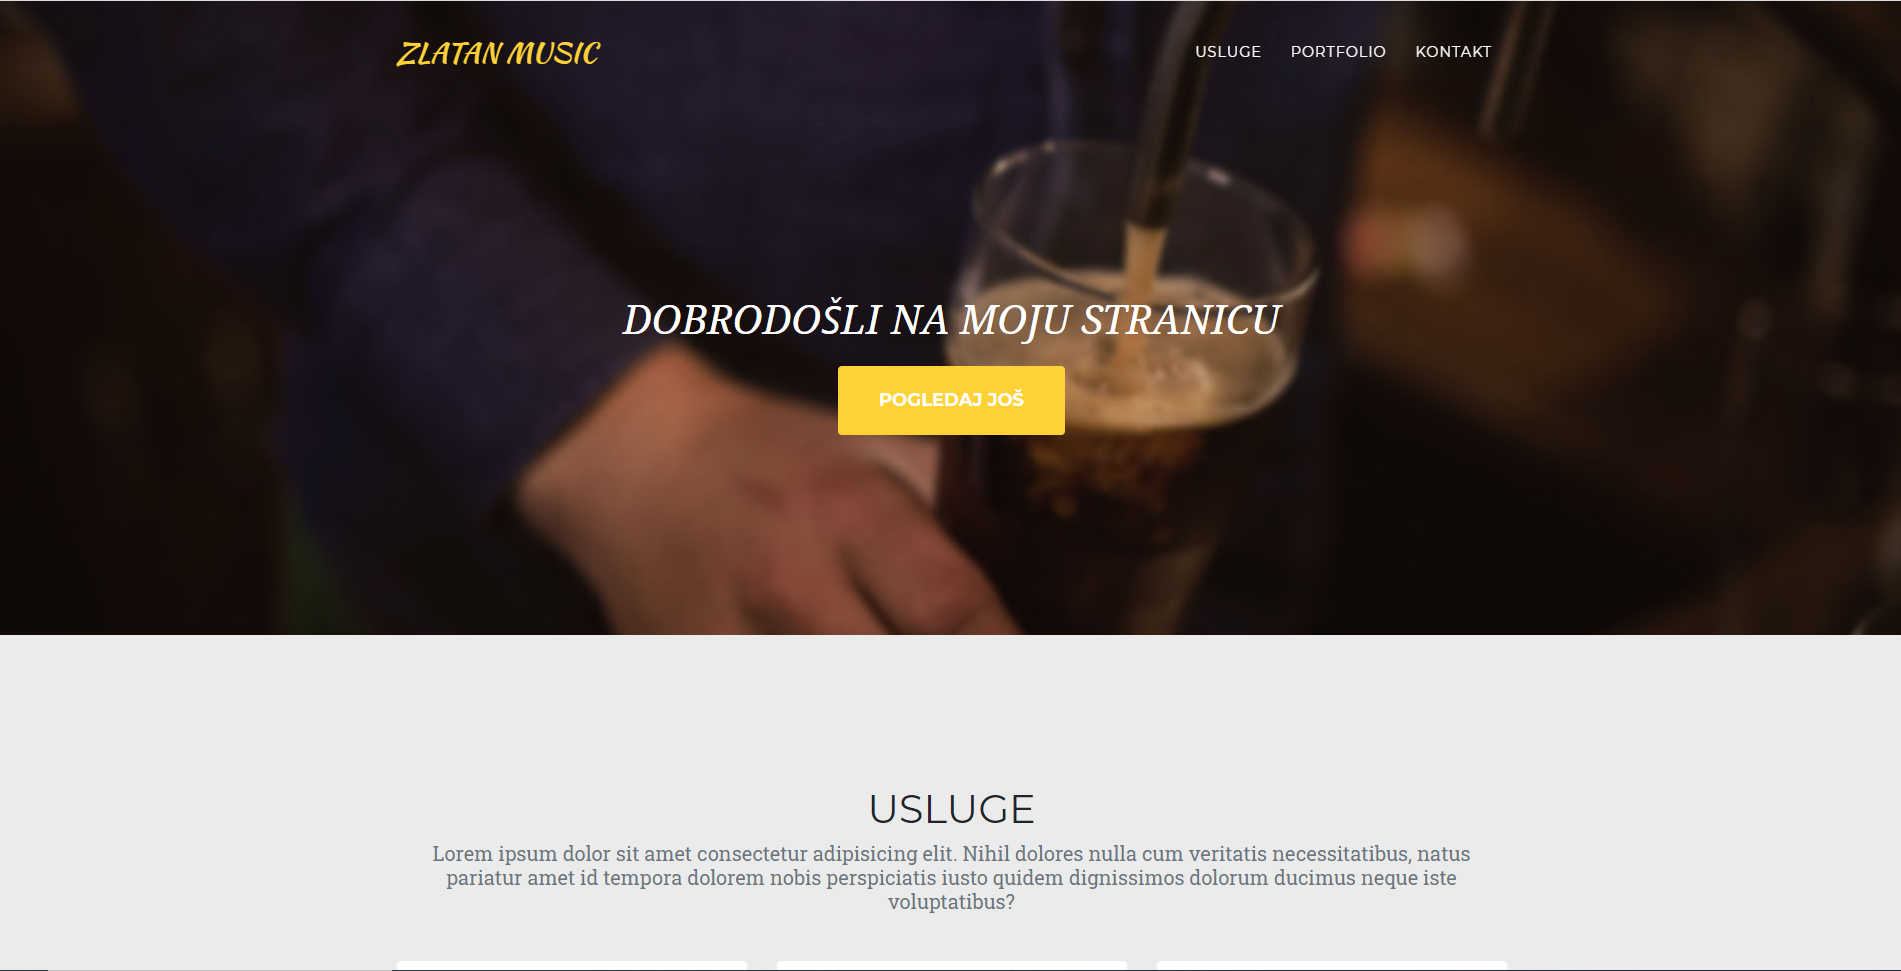 ZLATAN MUSIC
USLUGE PORTFOLIO KONTAKT
DOBRODOŠLI NA MOJU STRANICU
POGLEDAJ JOŠ
USLUGE
Lorem ipsum dolor sit amet consectetur adipisicing elit. Nihil dolores nulla cum veritatis necessitatibus, natus
pariatur amet id tempora dolorem nobis perspiciatis iusto quidem dignissimos dolorum ducimus neque iste
voluptatibus?